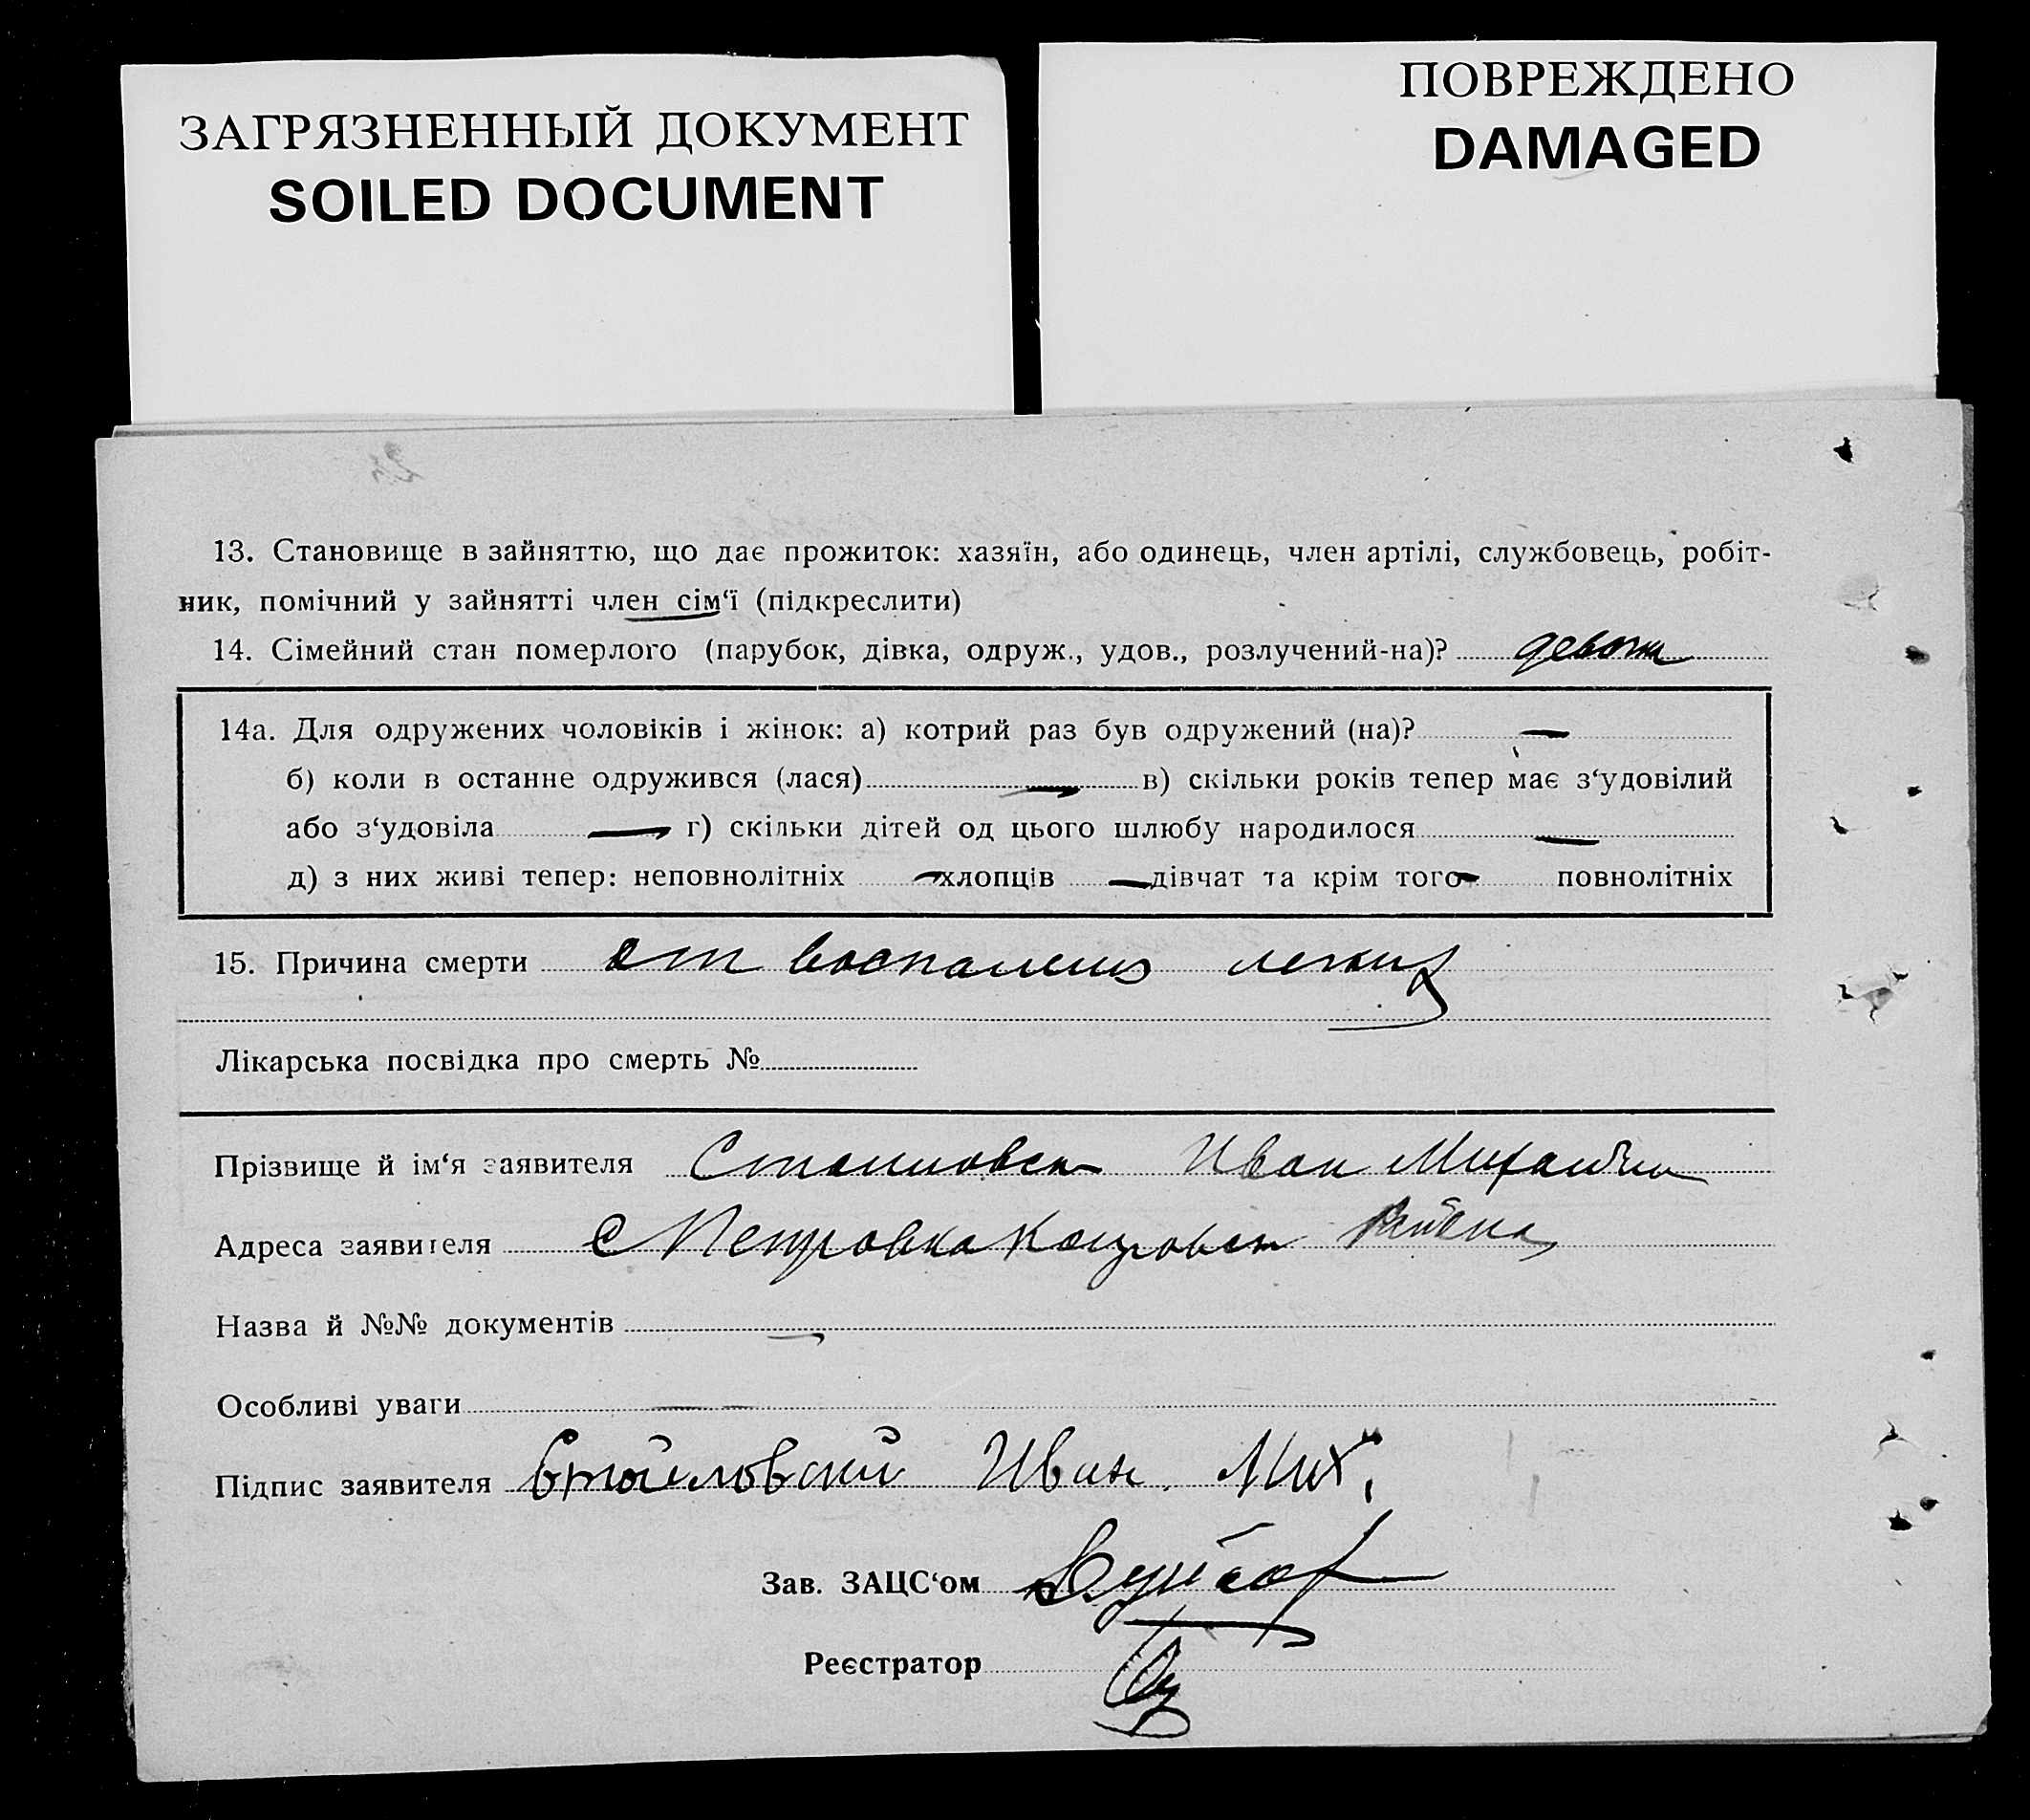 ЗАГРЯЗНЕННЫЙ ДОКУМЕНТ
SOILED DOCUMENT
ПОВРЕЖДЕНО
DAMAGED
13. Становище в зайняттю, що дає прожиток: хазяїн, або одинець, член артілі, службовець, робіт-
ник, помічний у зайнятті член сім‘ї (підкреслити)
14. Сімейний стан померлого (парубок, дівка, одруж., удов., розлучений-на)?
14а. Для одружених чоловіків і жінок: а) котрий раз був одружений (на)? —
б) коли в останнє одружився (лася) — в) скільки років тепер має з‘удовілий
або з‘удовіла — г) скільки дітей од цього шлюбу народилося —
д) з них живі тепер: неповнолітніх — хлопців — дівчат та крім того — повнолітніх
15. Причина смерти от воспаления легких
Лікарська посвідка про смерть №
Прізвище й ім‘я заявителя Иван
Адреса заявителя с Петровка Района
Назва й №№ документів —
Особливі уваги — —
Підпис заявителя Иван. Мих.
Зав. ЗАЦС‘ом
Реєстратор